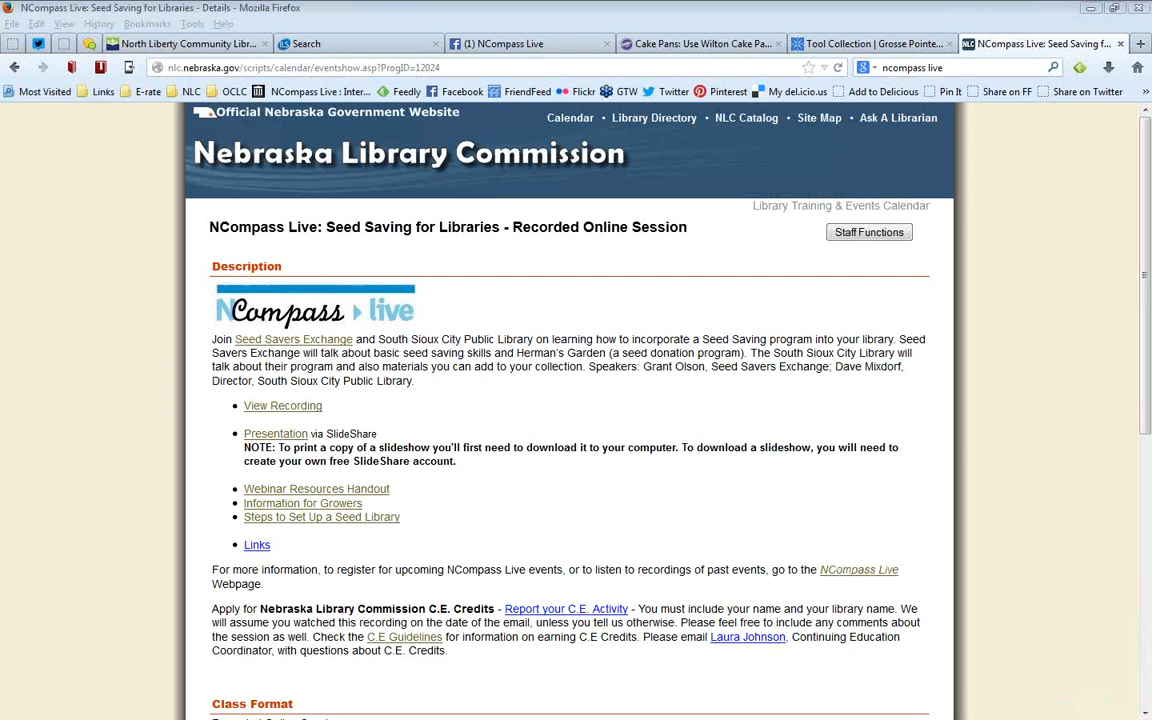 NCompass Live: Seed Saving for Libraries - Details - Mozilla Firefox
File Edit View History Bookmarks Tools Help
North Liberty Community Libr... × Search × (1) NCompass Live × Cake Pans: Use Wilton Cake Pa... × Tool Collection | Grosse Pointe... × NCompass Live: Seed Saving f... ×
nlc.nebraska.gov/scripts/calendar/eventshow.asp?ProgID=12024 ncompass live
Most Visited Links E-rate NLC OCLC NCompass Live : Inter... Feedly Facebook FriendFeed Flickr GTW Twitter Pinterest My del.icio.us Add to Delicious Pin It Share on FF Share on Twitter »
Official Nebraska Government Website
Calendar • Library Directory • NLC Catalog • Site Map • Ask A Librarian
Nebraska Library Commission
Library Training & Events Calendar
NCompass Live: Seed Saving for Libraries - Recorded Online Session
Staff Functions
Description
NCompass live
Join Seed Savers Exchange and South Sioux City Public Library on learning how to incorporate a Seed Saving program into your library. Seed
Savers Exchange will talk about basic seed saving skills and Herman's Garden (a seed donation program). The South Sioux City Library will
talk about their program and also materials you can add to your collection. Speakers: Grant Olson, Seed Savers Exchange; Dave Mixdorf,
Director, South Sioux City Public Library.
• View Recording
• Presentation via SlideShare
NOTE: To print a copy of a slideshow you'll first need to download it to your computer. To download a slideshow, you will need to
create your own free SlideShare account.
• Webinar Resources Handout
• Information for Growers
• Steps to Set Up a Seed Library
• Links
For more information, to register for upcoming NCompass Live events, or to listen to recordings of past events, go to the NCompass Live
Webpage.
Apply for Nebraska Library Commission C.E. Credits - Report your C.E. Activity - You must include your name and your library name. We
will assume you watched this recording on the date of the email, unless you tell us otherwise. Please feel free to include any comments about
the session as well. Check the C.E Guidelines for information on earning C.E Credits. Please email Laura Johnson, Continuing Education
Coordinator, with questions about C.E. Credits.
Class Format